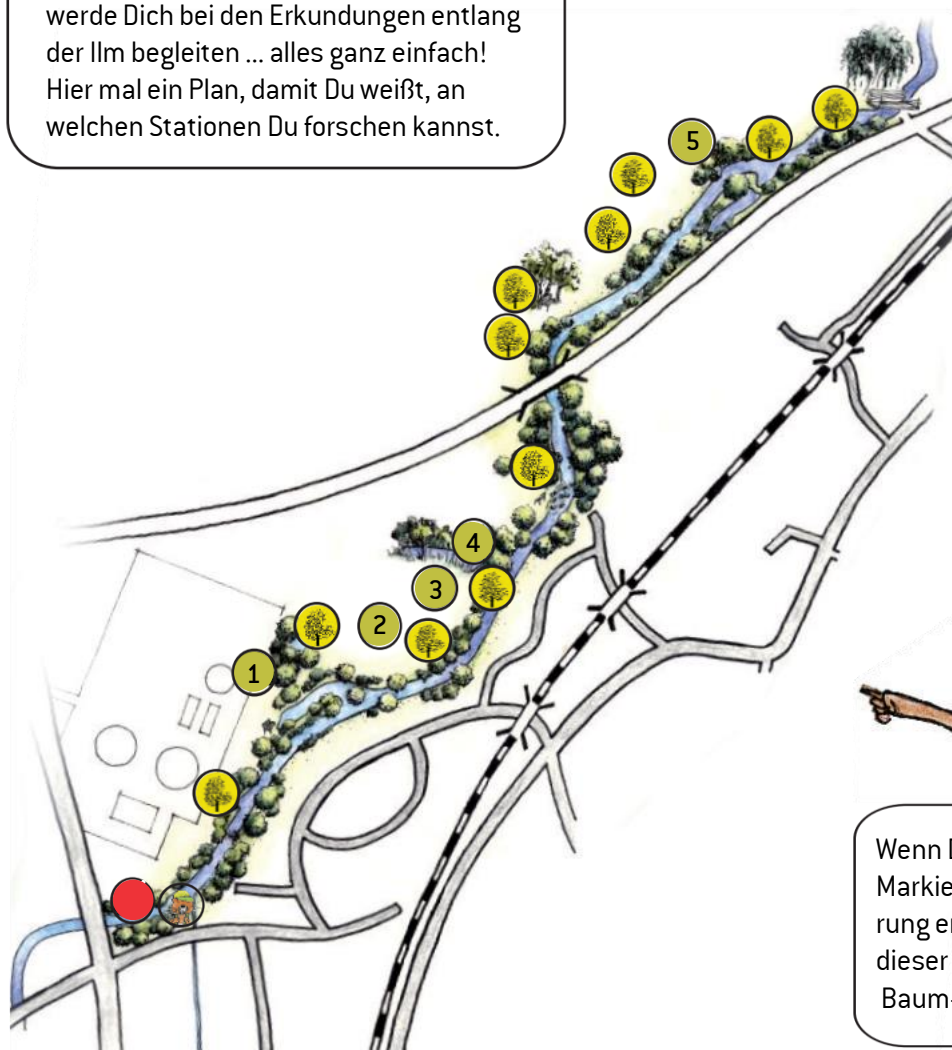 werde Dich bei den Erkundungen entlang
der Ilm begleiten ... alles ganz einfach!
Hier mal ein Plan, damit Du weißt, an
welchen Stationen Du forschen kannst.
5
4
3
2
1
Wenn
Markie
rung
dieser
Baum-